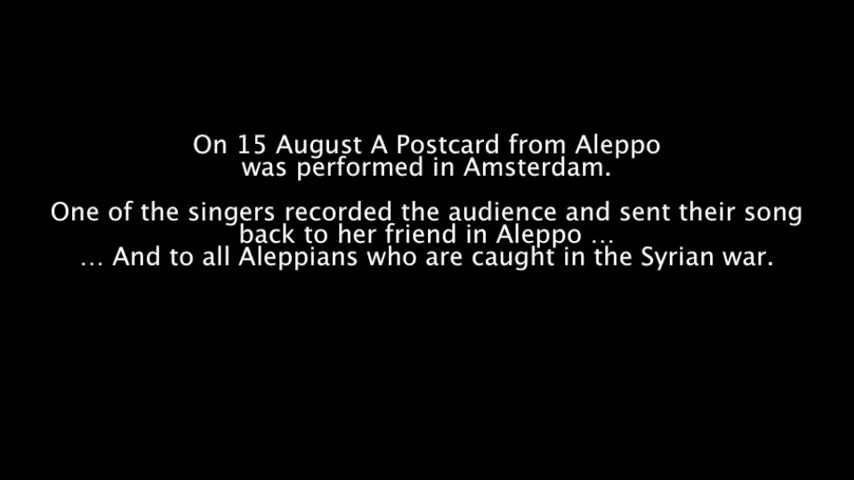 On 15 August A Postcard from Aleppo
was performed in Amsterdam.
One of the singers recorded the audience and sent their song
back to her friend in Aleppo ...
... And to all Aleppians who are caught in the Syrian war.